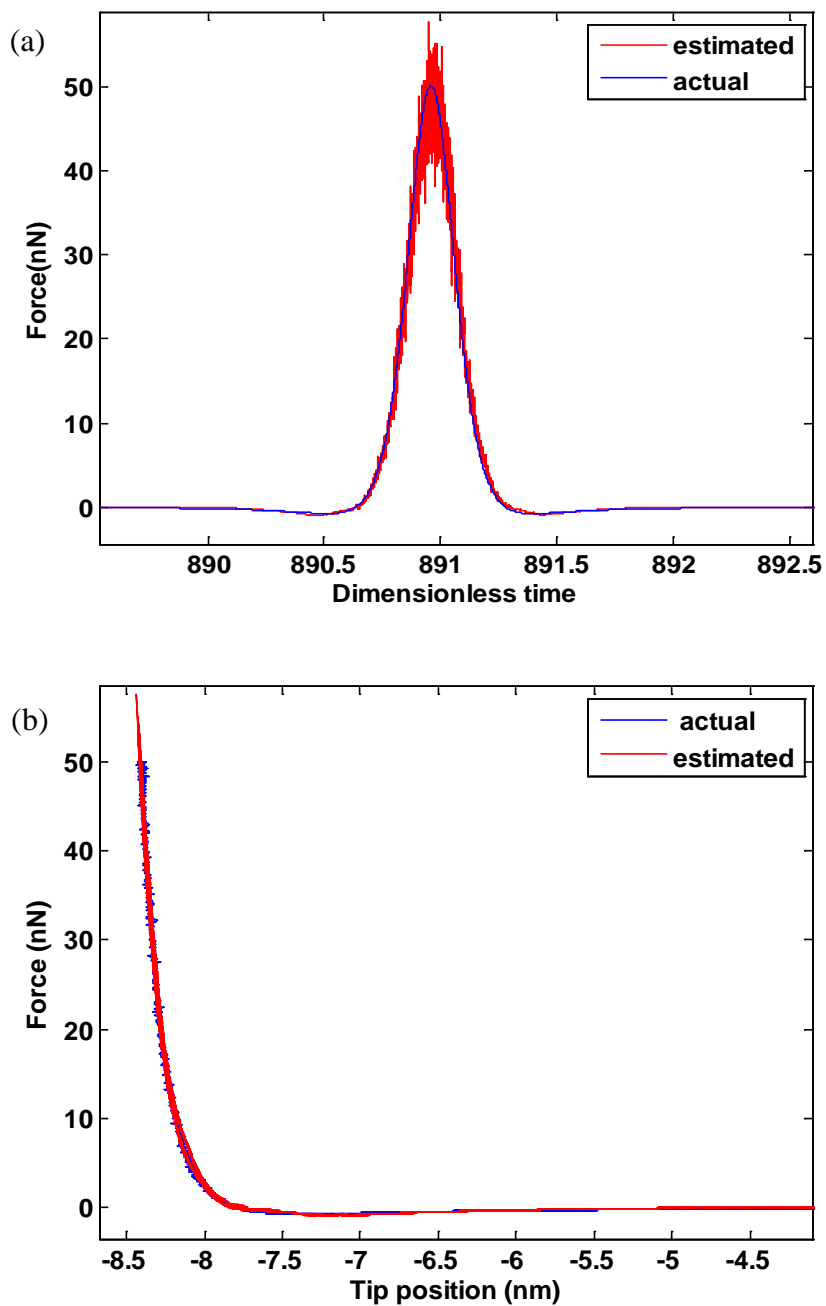 (a)
estimated
actual
50
40
30
20
10
0
Force(nN)
890 890.5 891 891.5 892 892.5
Dimensionless time
(b)
actual
estimated
50
40
30
20
10
0
Force (nN)
-8.5 -8 -7.5 -7 -6.5 -6 -5.5 -5 -4.5
Tip position (nm)